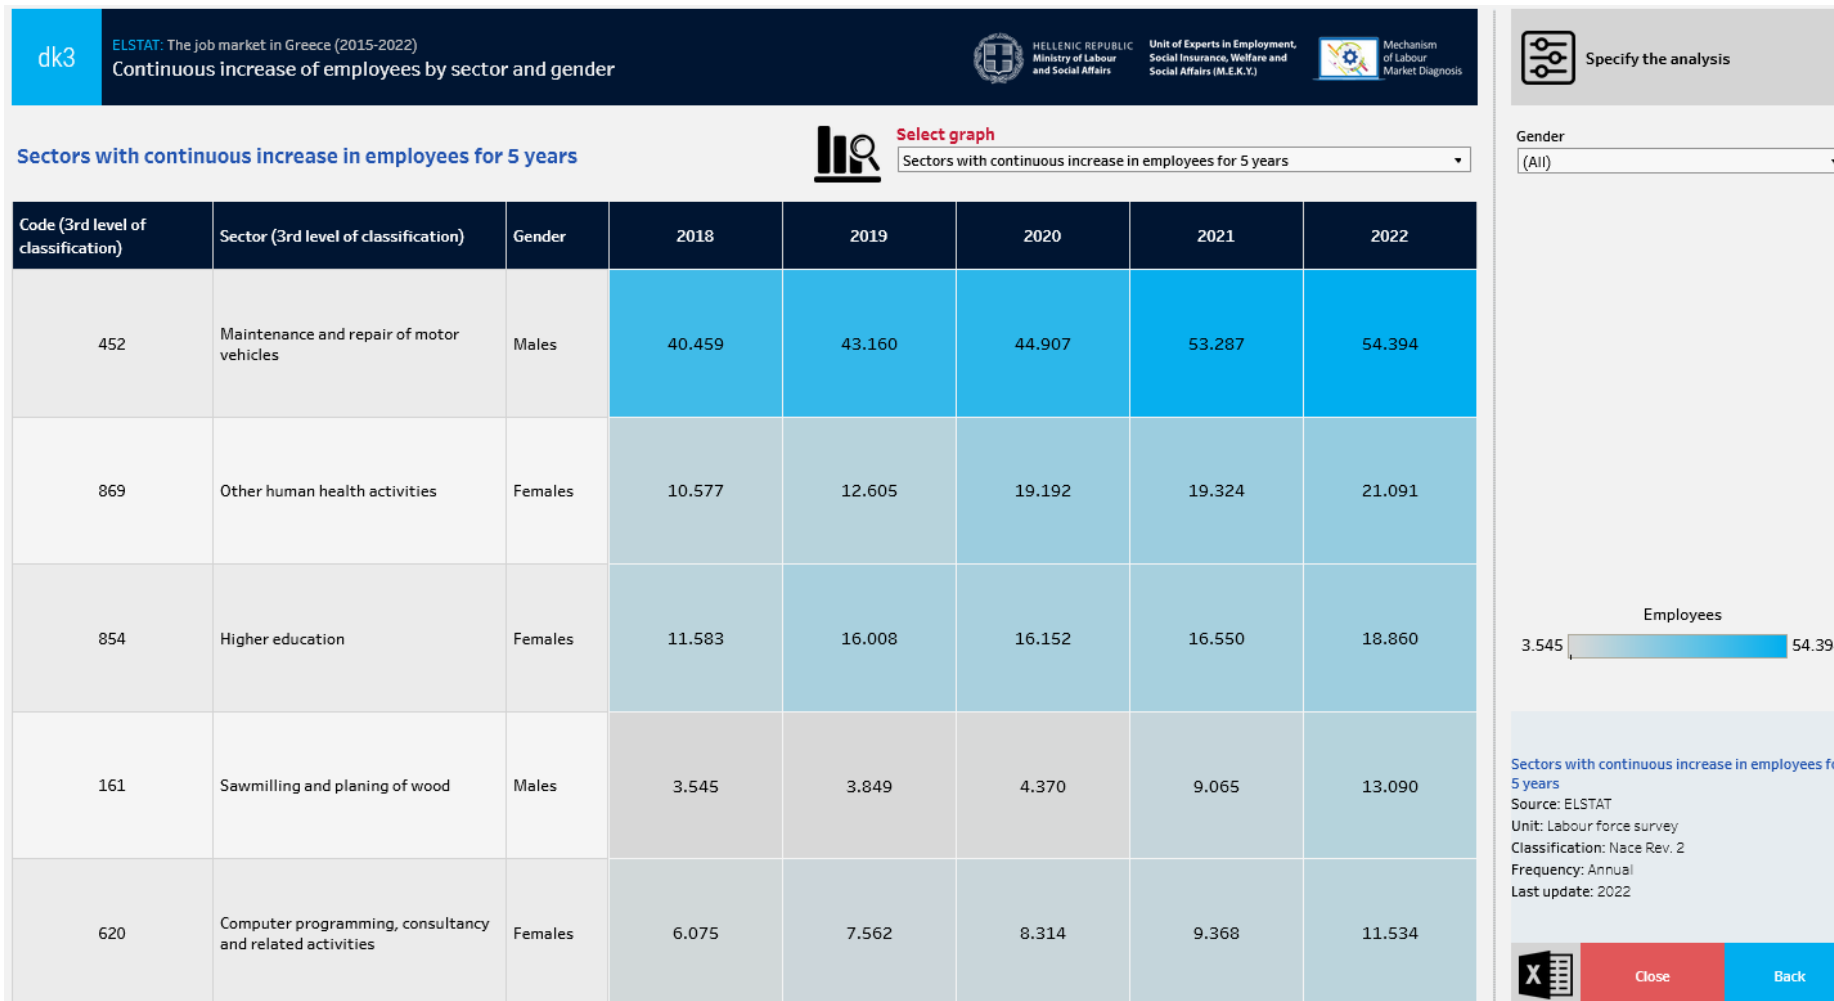 dk3
ELSTAT: The job market in Greece (2015-2022)
Continuous increase of employees by sector and gender
HELLENIC REPUBLIC
Ministry of Labour
and Social Affairs
Unit of Experts in Employment,
Social Insurance, Welfare and
Social Affairs (M.E.K.Y.)
Mechanism
of Labour
Market Diagnosis
Specify the analysis
Sectors with continuous increase in employees for 5 years
Select graph
Sectors with continuous increase in employees for 5 years
Gender
(All)
Code (3rd level of
classification)
Sector (3rd level of classification)
Gender
2018
2019
2020
2021
2022
452
Maintenance and repair of motor
vehicles
Males
40.459
43.160
44.907
53.287
54.394
869
Other human health activities
Females
10.577
12.605
19.192
19.324
21.091
854
Higher education
Females
11.583
16.008
16.152
16.550
18.860
161
Sawmilling and planing of wood
Males
3.545
3.849
4.370
9.065
13.090
620
Computer programming, consultancy
and related activities
Females
6.075
7.562
8.314
9.368
11.534
Employees
3.545
54.39
Sectors with continuous increase in employees fo
5 years
Source: ELSTAT
Unit: Labour force survey
Classification: Nace Rev. 2
Frequency: Annual
Last update: 2022
X
Close
Back